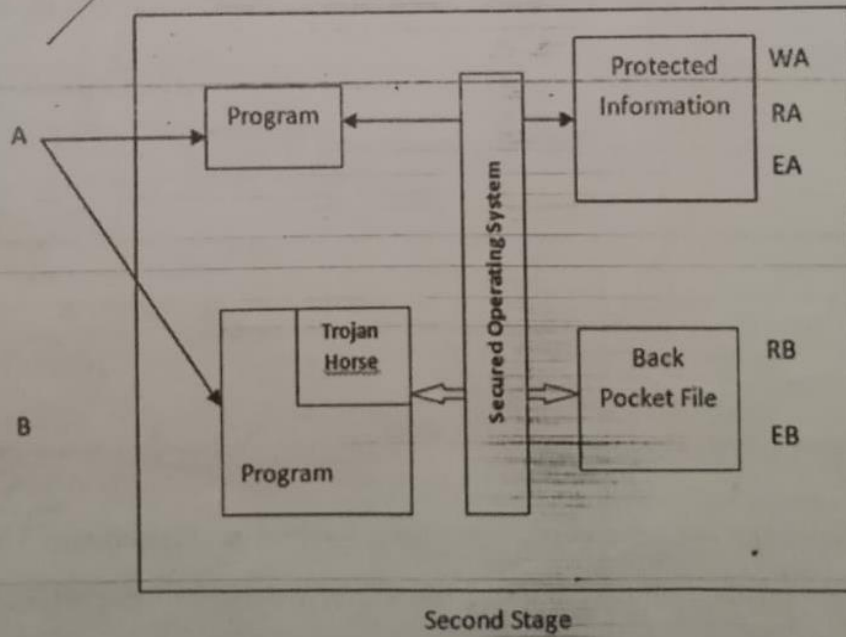 A
Program
Secured Operating System
Protected
Information
WA
RA
EA
B
Trojan
Horse
Program
Back
Pocket File
RB
EB
Second Stage